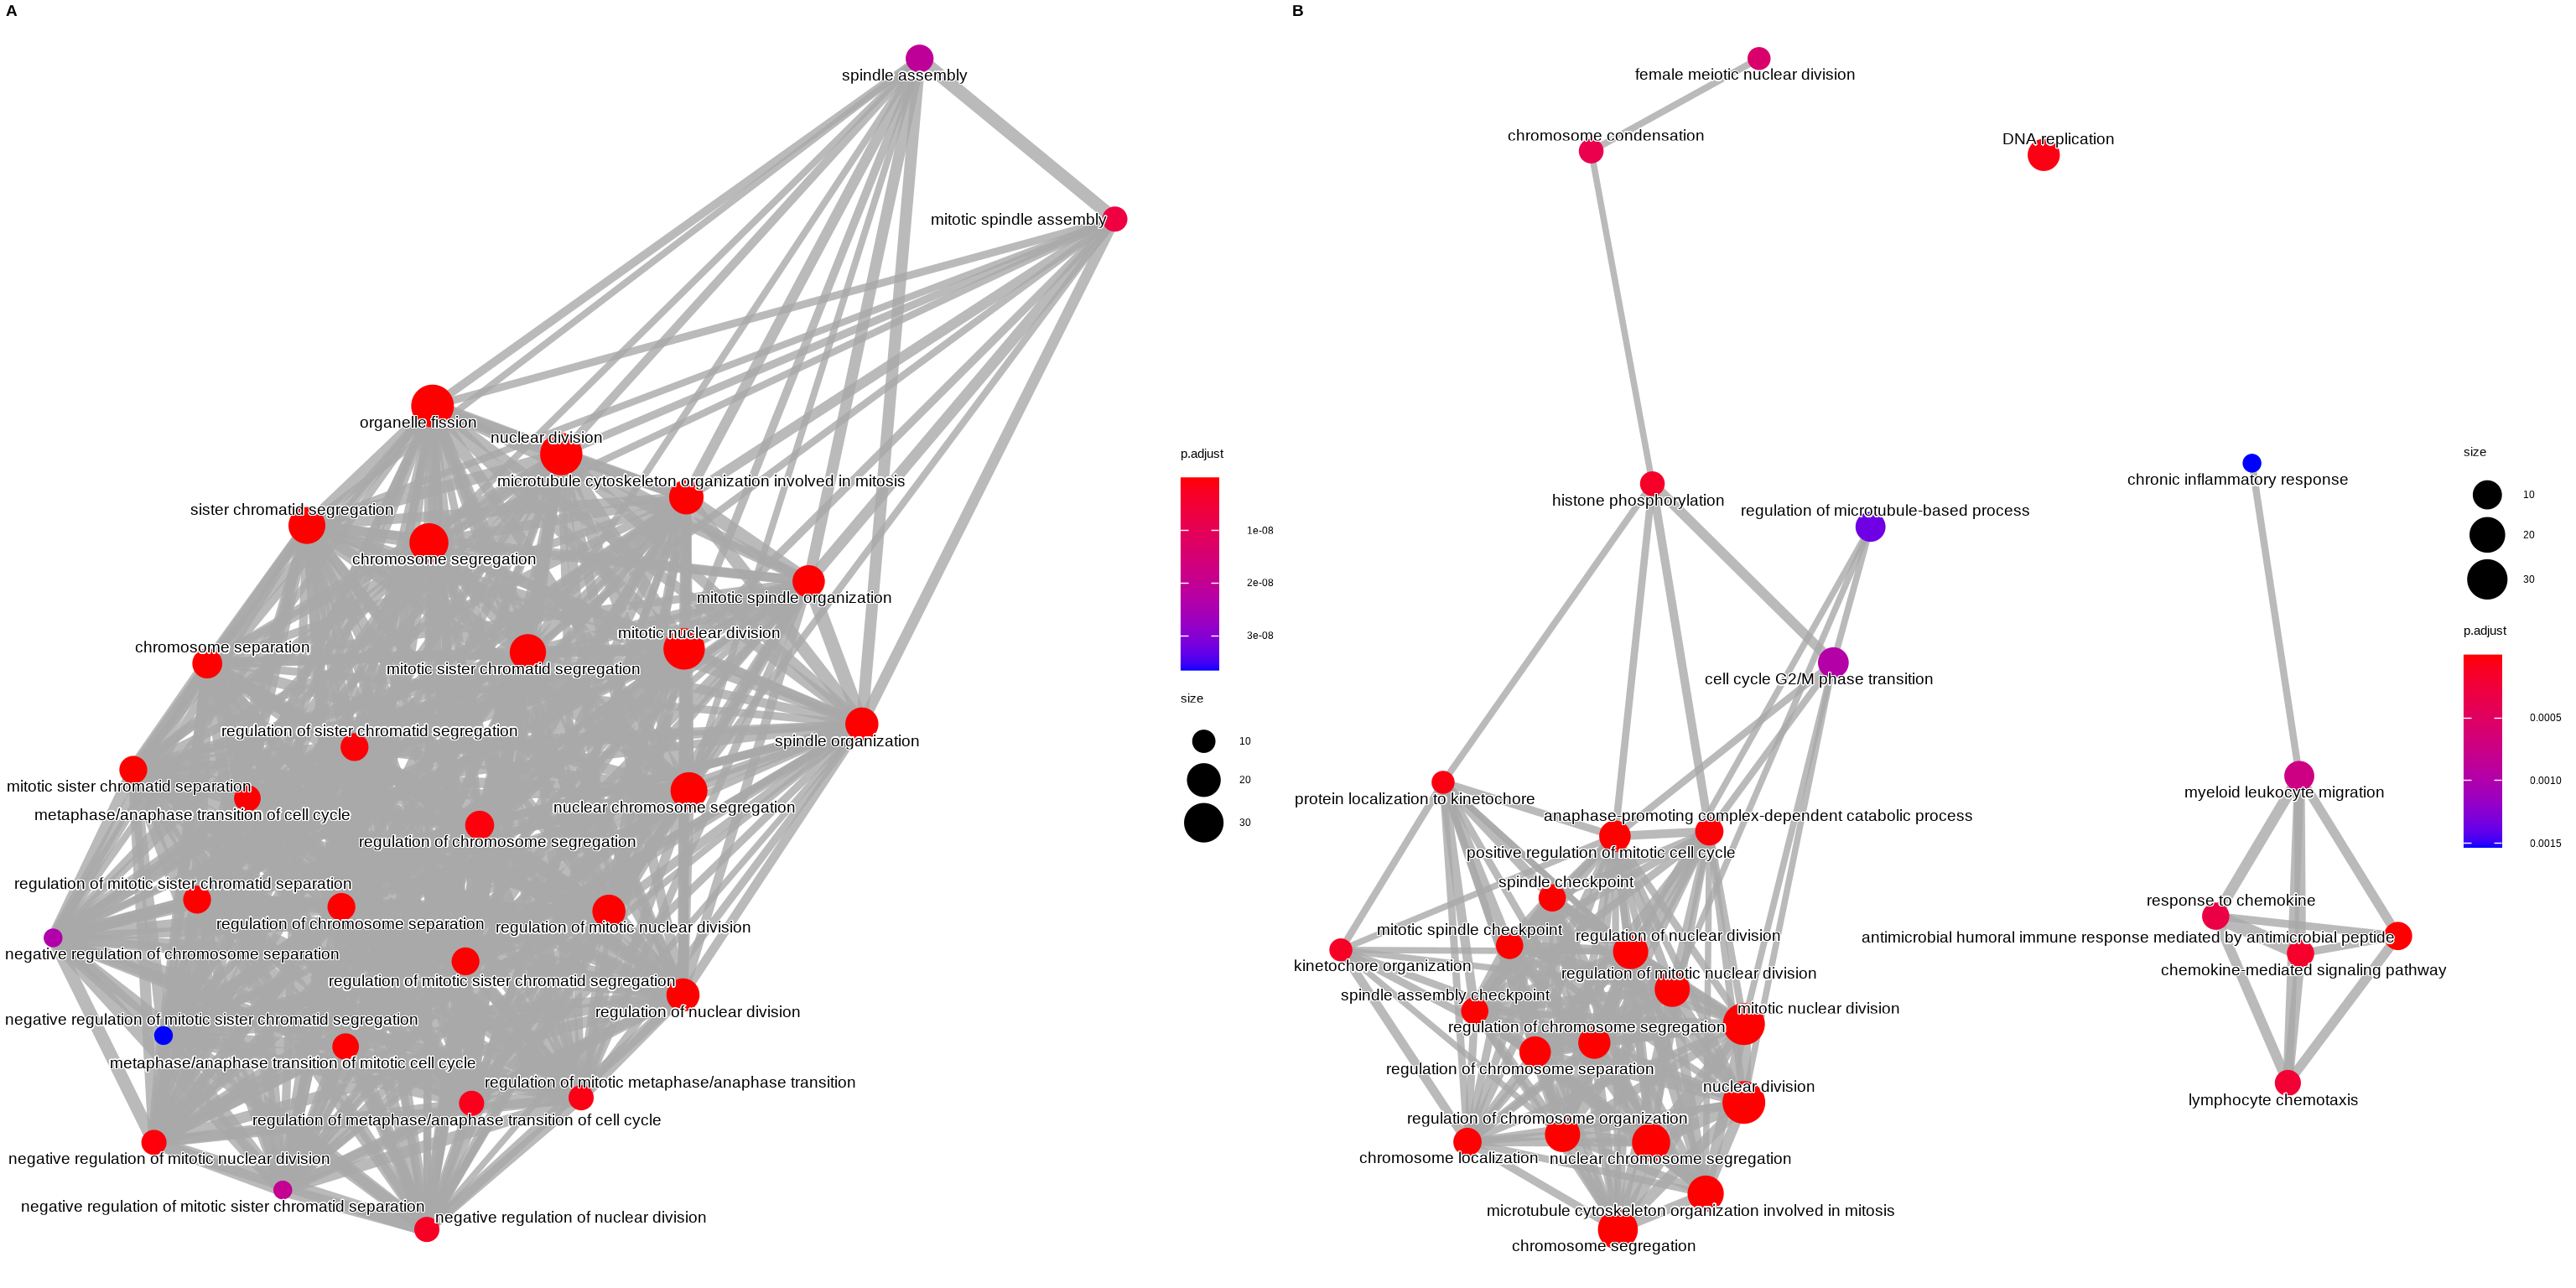 A
spindle assembly
mitotic spindle assembly
organelle fission
nuclear division
microtubule cytoskeleton organization involved in mitosis
sister chromatid segregation
chromosome segregation
mitotic spindle organization
mitotic nuclear division
chromosome separation
mitotic sister chromatid segregation
regulation of sister chromatid segregation
spindle organization
mitotic sister chromatid separation
nuclear chromosome segregation
metaphase/anaphase transition of cell cycle
regulation of chromosome segregation
regulation of mitotic sister chromatid separation
regulation of chromosome separation
regulation of mitotic nuclear division
negative regulation of chromosome separation
regulation of mitotic sister chromatid segregation
regulation of nuclear division
negative regulation of mitotic sister chromatid segregation
metaphase/anaphase transition of mitotic cell cycle
regulation of mitotic metaphase/anaphase transition
regulation of metaphase/anaphase transition of cell cycle
negative regulation of mitotic nuclear division
negative regulation of mitotic sister chromatid separation
negative regulation of nuclear division
p.adjust
1e-08
2e-08
3e-08
size
10
20
30
B
female meiotic nuclear division
chromosome condensation
DNA replication
chronic inflammatory response
histone phosphorylation
regulation of microtubule-based process
cell cycle G2/M phase transition
myeloid leukocyte migration
protein localization to kinetochore
anaphase-promoting complex-dependent catabolic process
positive regulation of mitotic cell cycle
spindle checkpoint
response to chemokine
mitotic spindle checkpoint
regulation of nuclear division
antimicrobial humoral immune response mediated by antimicrobial peptide
kinetochore organization
regulation of mitotic nuclear division
chemokine-mediated signaling pathway
spindle assembly checkpoint
mitotic nuclear division
regulation of chromosome segregation
regulation of chromosome separation
nuclear division
lymphocyte chemotaxis
regulation of chromosome organization
chromosome localization
nuclear chromosome segregation
microtubule cytoskeleton organization involved in mitosis
chromosome segregation
size
10
20
30
p.adjust
0.0005
0.0010
0.0015